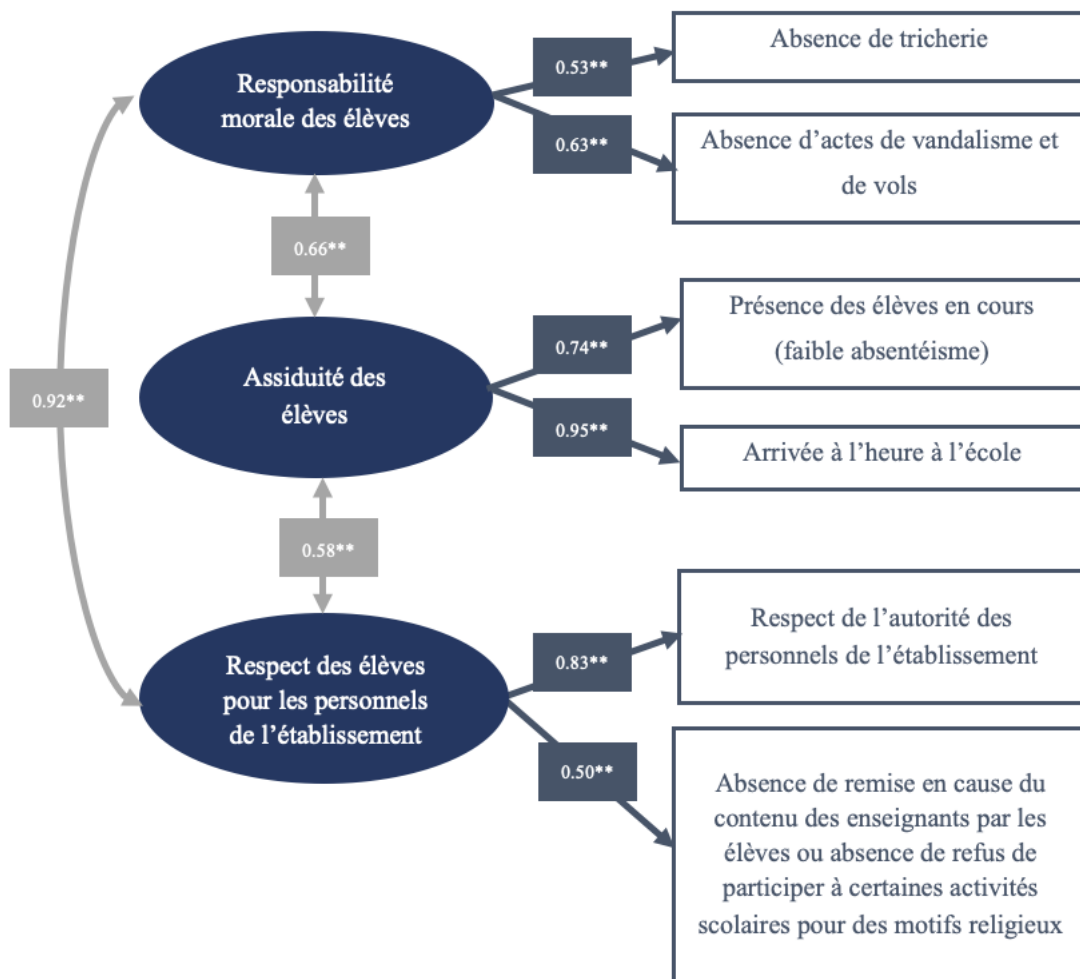 Responsabilité
morale des élèves
0.53**
Absence de tricherie
0.63**
Absence d’actes de vandalisme et
de vols
0.66**
Assiduité des
élèves
0.74**
Présence des élèves en cours
(faible absentéisme)
0.95**
Arrivée à l’heure à l’école
0.92**
0.58**
Respect des élèves
pour les personnels
de l’établissement
0.83**
Respect de l’autorité des
personnels de l’établissement
0.50**
Absence de remise en cause du
contenu des enseignants par les
élèves ou absence de refus de
participer à certaines activités
scolaires pour des motifs religieux